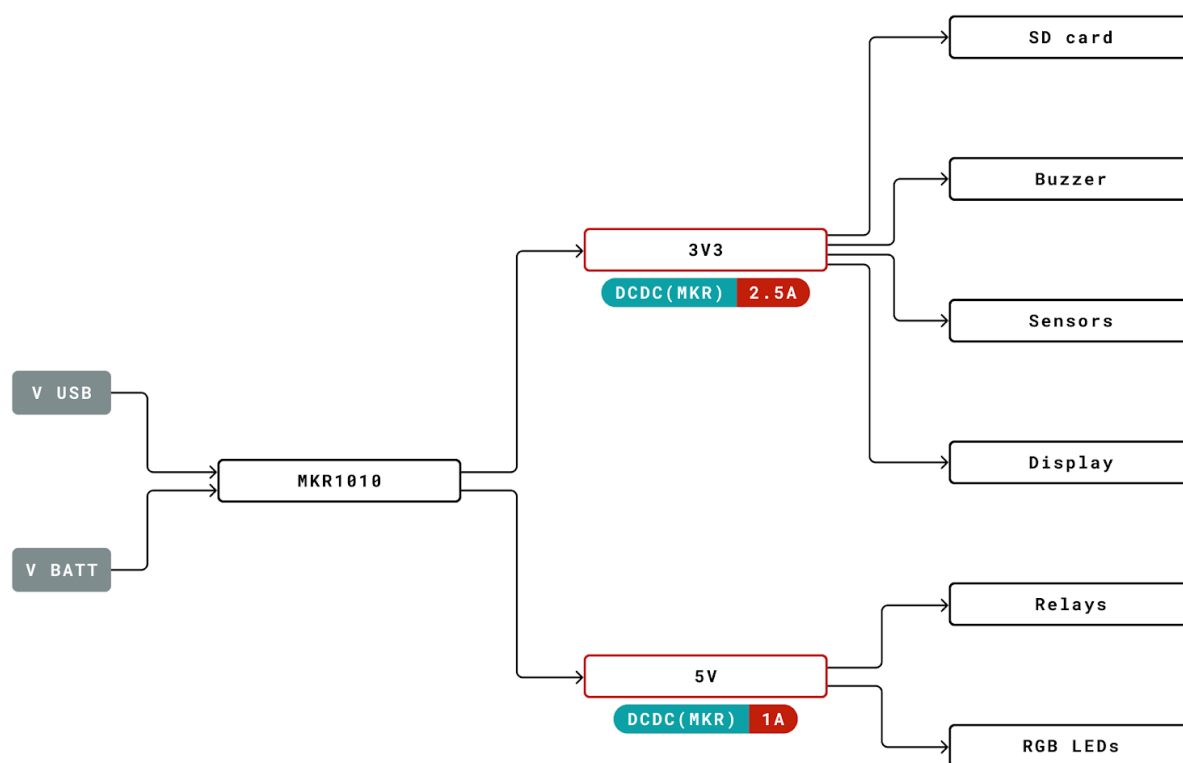 SD card
Buzzer
3V3
DCDC(MKR) 2.5A
Sensors
V USB
Display
MKR1010
V BATT
Relays
5V
DCDC(MKR) 1A
RGB LEDs